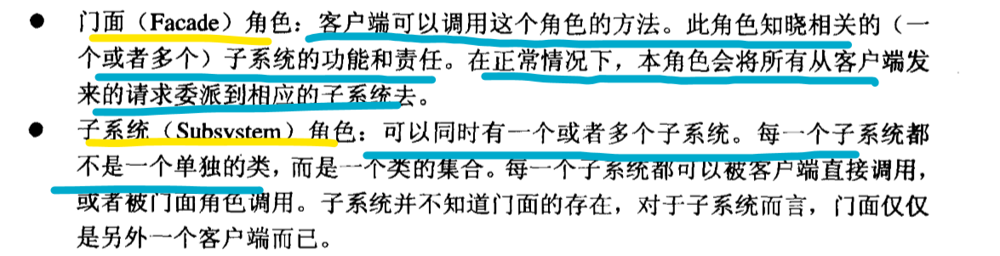 ● 门面（Facade）角色：客户端可以调用这个角色的方法。此角色知晓相关的（一
个或者多个）子系统的功能和责任。在正常情况下，本角色会将所有从客户端发
来的请求委派到相应的子系统去。
● 子系统（Subsystem）角色：可以同时有一个或者多个子系统。每一个子系统都
不是一个单独的类，而是一个类的集合。每一个子系统都可以被客户端直接调用，
或者被门面角色调用。子系统并不知道门面的存在，对于子系统而言，门面仅仅
是另外一个客户端而已。